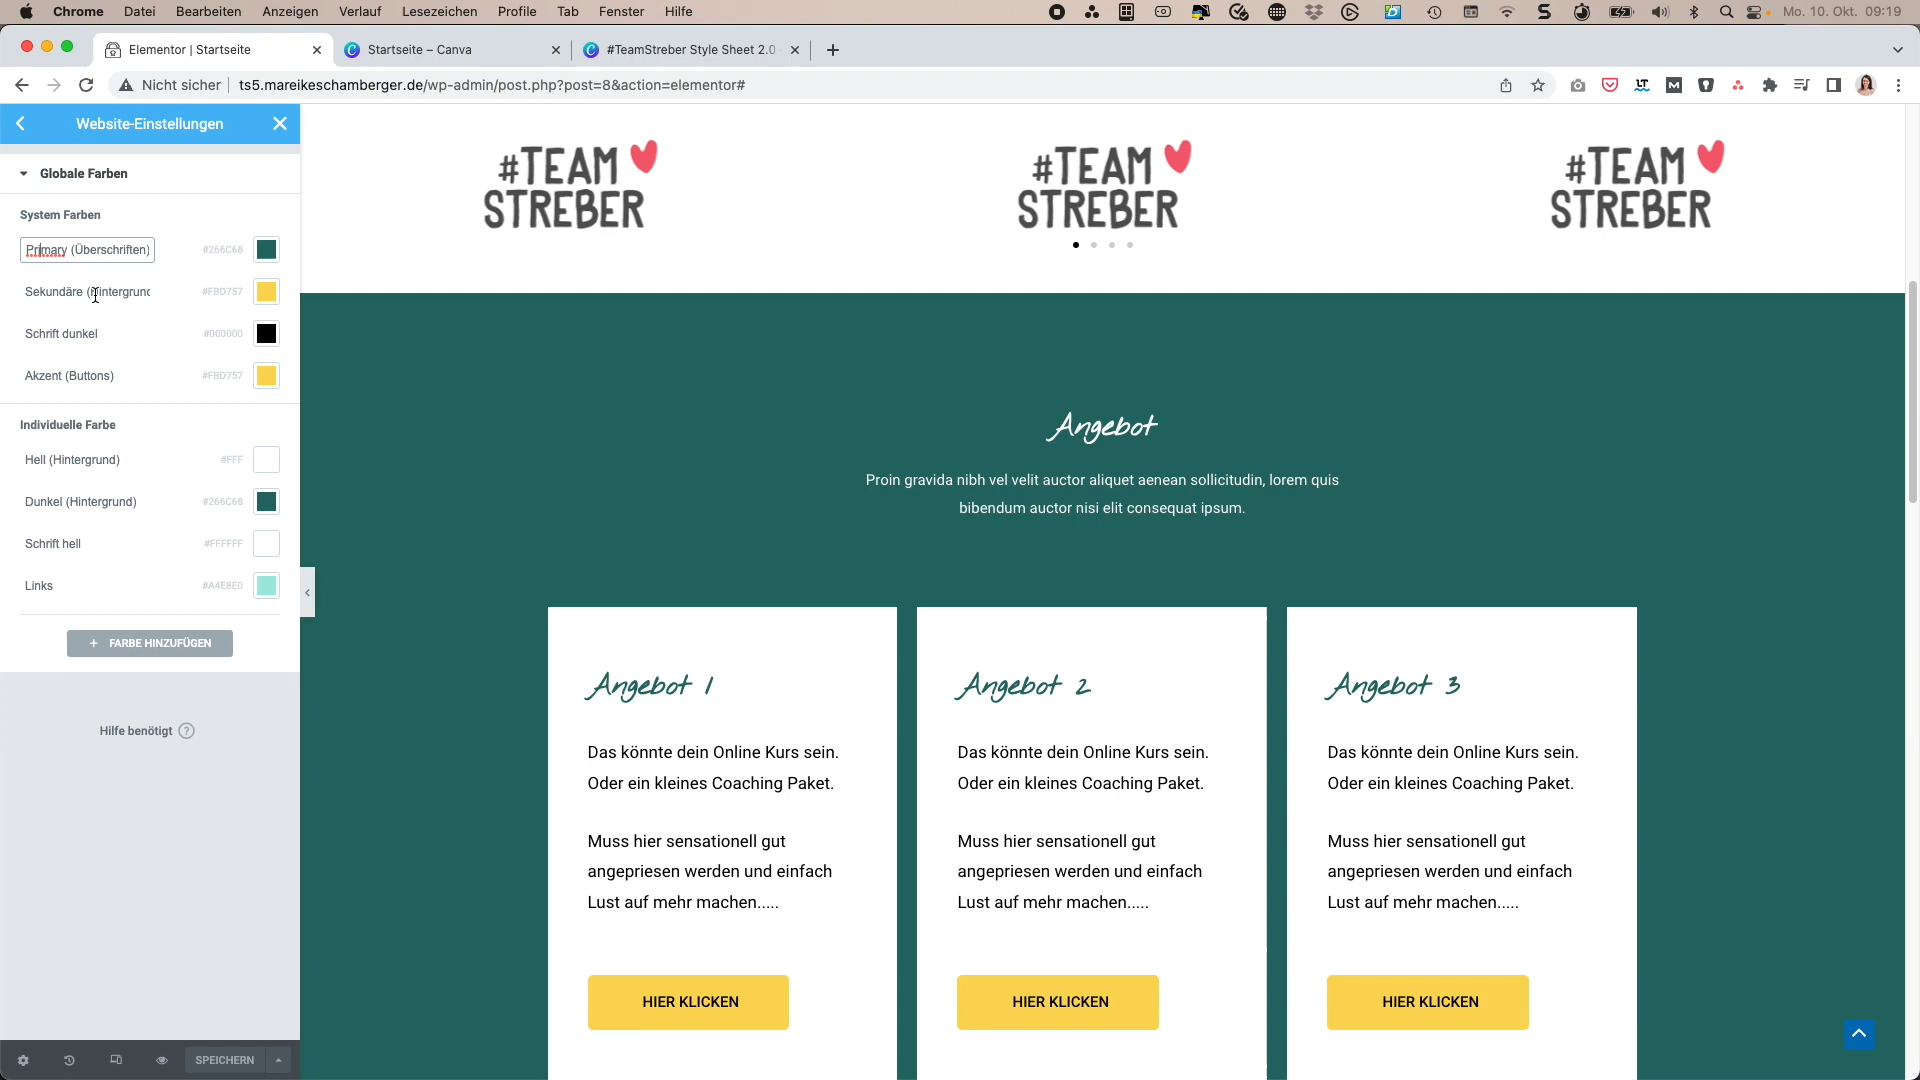 Chrome Datei Bearbeiten Anzeigen Verlauf Lesezeichen Profile Tab Fenster Hilfe Mo. 10. Okt. 09:19
Elementor | Startseite Startseite – Canva #TeamStreber Style Sheet 2.0
Nicht sicher ts5.mareikeschamberger.de/wp-admin/post.php?post=8&action=elementor#
Website-Einstellungen
Globale Farben
System Farben
Primary (Überschriften) #266C68
Sekundäre (Hintergrund #FBD757
Schrift dunkel #000000
Akzent (Buttons) #FBD757
Individuelle Farbe
Hell (Hintergrund) #FFF
Dunkel (Hintergrund) #266C68
Schrift hell #FFFFFF
Links #A4E8E0
+ FARBE HINZUFÜGEN
Hilfe benötigt ?
SPEICHERN
#TEAM
STREBER
#TEAM
STREBER
#TEAM
STREBER
Angebot
Proin gravida nibh vel velit auctor aliquet aenean sollicitudin, lorem quis
bibendum auctor nisi elit consequat ipsum.
Angebot 1
Das könnte dein Online Kurs sein.
Oder ein kleines Coaching Paket.
Muss hier sensationell gut
angepriesen werden und einfach
Lust auf mehr machen.....
HIER KLICKEN
Angebot 2
Das könnte dein Online Kurs sein.
Oder ein kleines Coaching Paket.
Muss hier sensationell gut
angepriesen werden und einfach
Lust auf mehr machen.....
HIER KLICKEN
Angebot 3
Das könnte dein Online Kurs sein.
Oder ein kleines Coaching Paket.
Muss hier sensationell gut
angepriesen werden und einfach
Lust auf mehr machen.....
HIER KLICKEN